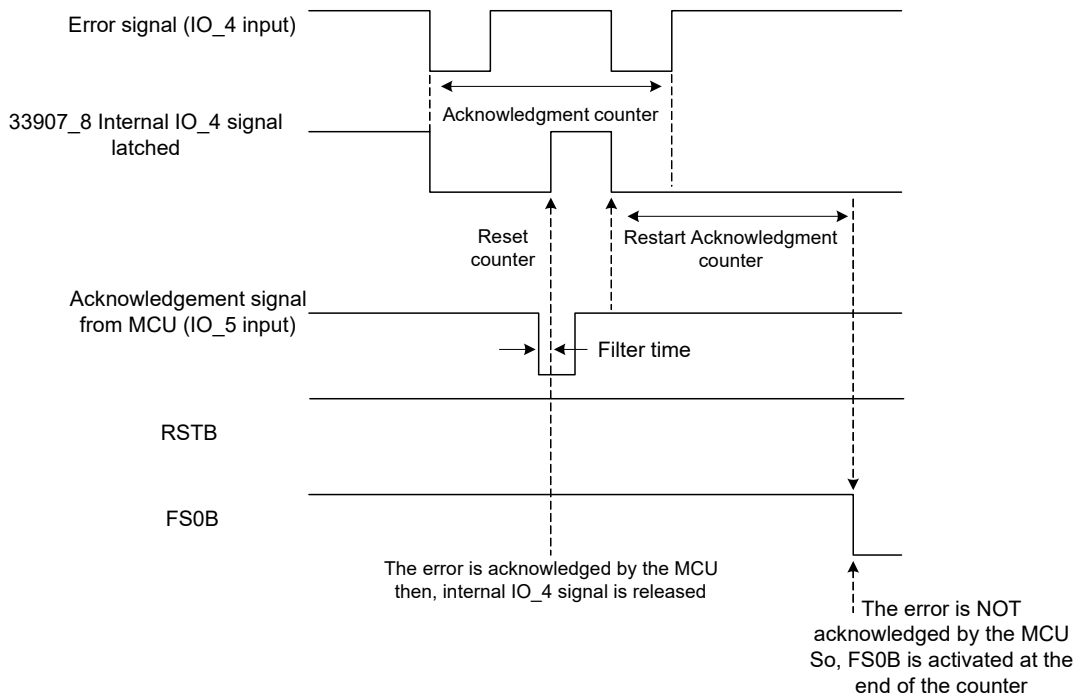 Error signal (IO_4 input)
Acknowledgment counter
33907_8 Internal IO_4 signal
latched
Reset
counter
Restart Acknowledgment
counter
Acknowledgement signal
from MCU (IO_5 input)
Filter time
RSTB
FS0B
The error is acknowledged by the MCU
then, internal IO_4 signal is released
The error is NOT
acknowledged by the MCU
So, FS0B is activated at the
end of the counter